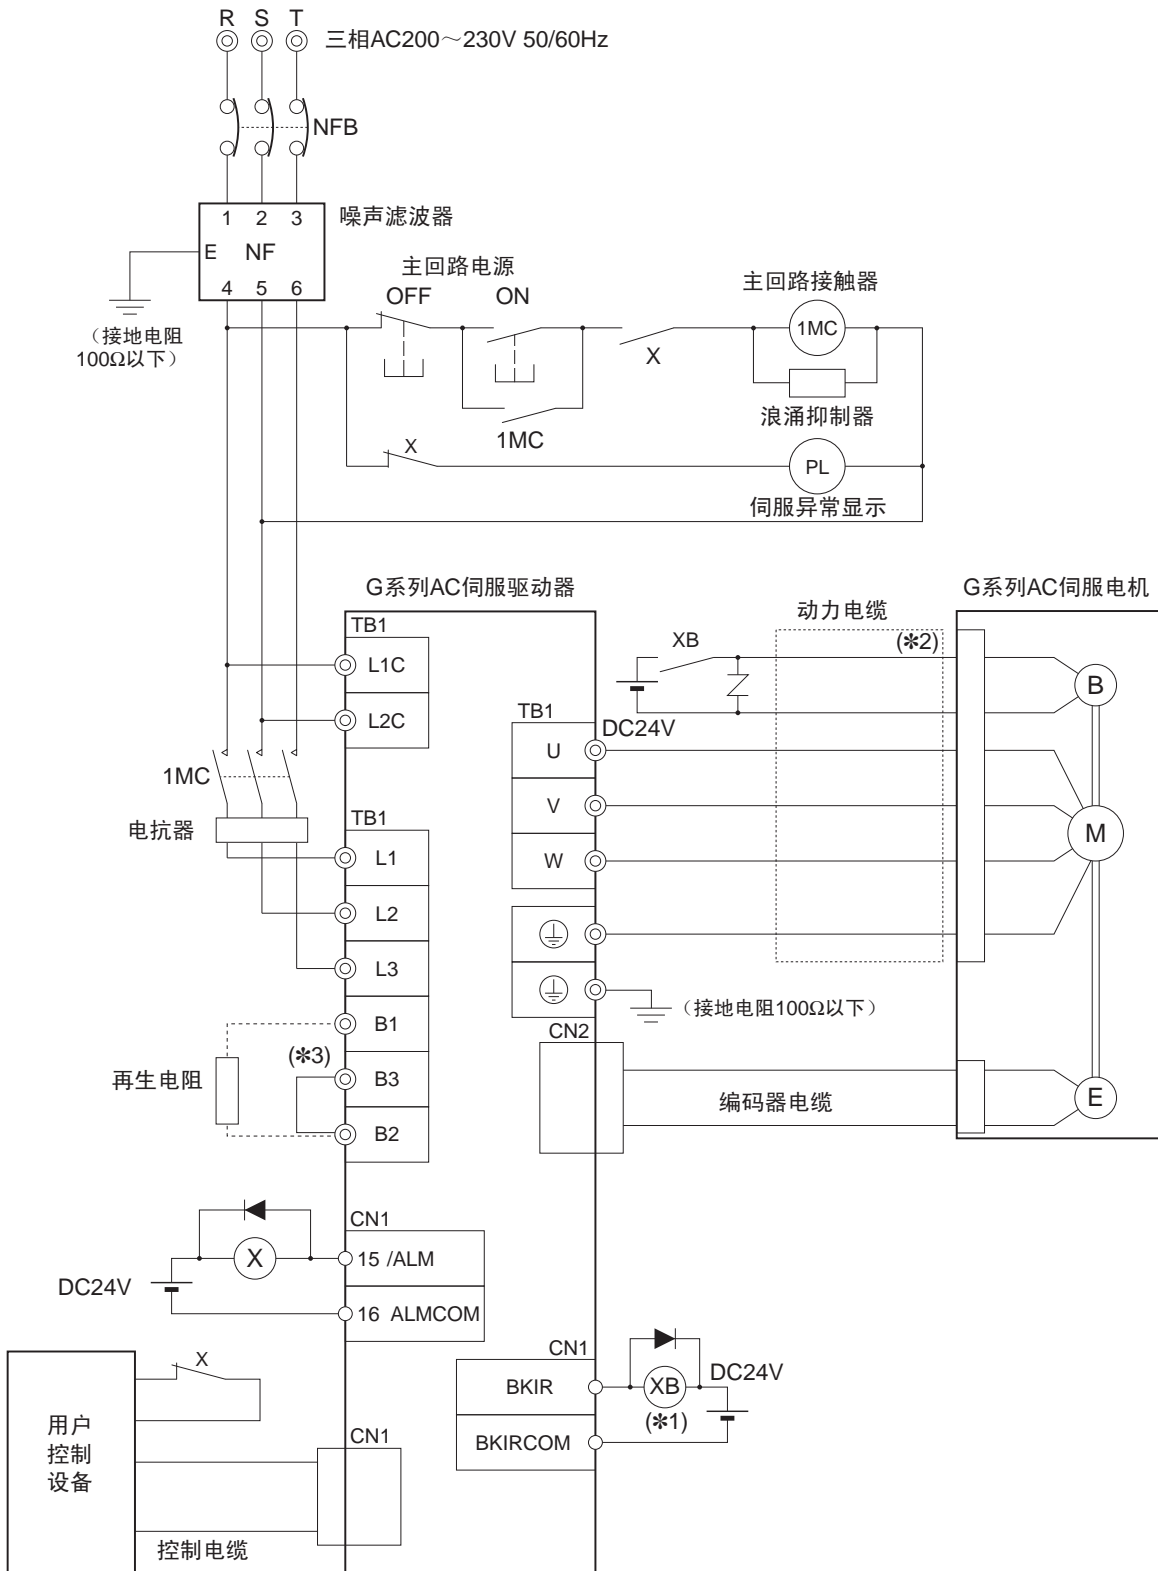 R S T
三相AC200～230V 50/60Hz
NFB
1 2 3
噪声滤波器
E NF
4 5 6
（接地电阻
100Ω以下）
主回路电源
OFF ON
X
1MC
主回路接触器
1MC
浪涌抑制器
X
PL
伺服异常显示
G系列AC伺服驱动器
G系列AC伺服电机
TB1
L1C
L2C
1MC
电抗器
TB1
L1
L2
L3
B1
(✽3)
B3
B2
再生电阻
XB
动力电缆
(✽2)
DC24V
TB1
U
V
W
B
M
E
（接地电阻100Ω以下）
CN2
编码器电缆
CN1
X
15 /ALM
DC24V
16 ALMCOM
CN1
BKIR
XB
(✽1)
DC24V
BKIRCOM
X
用户
控制
设备
CN1
控制电缆